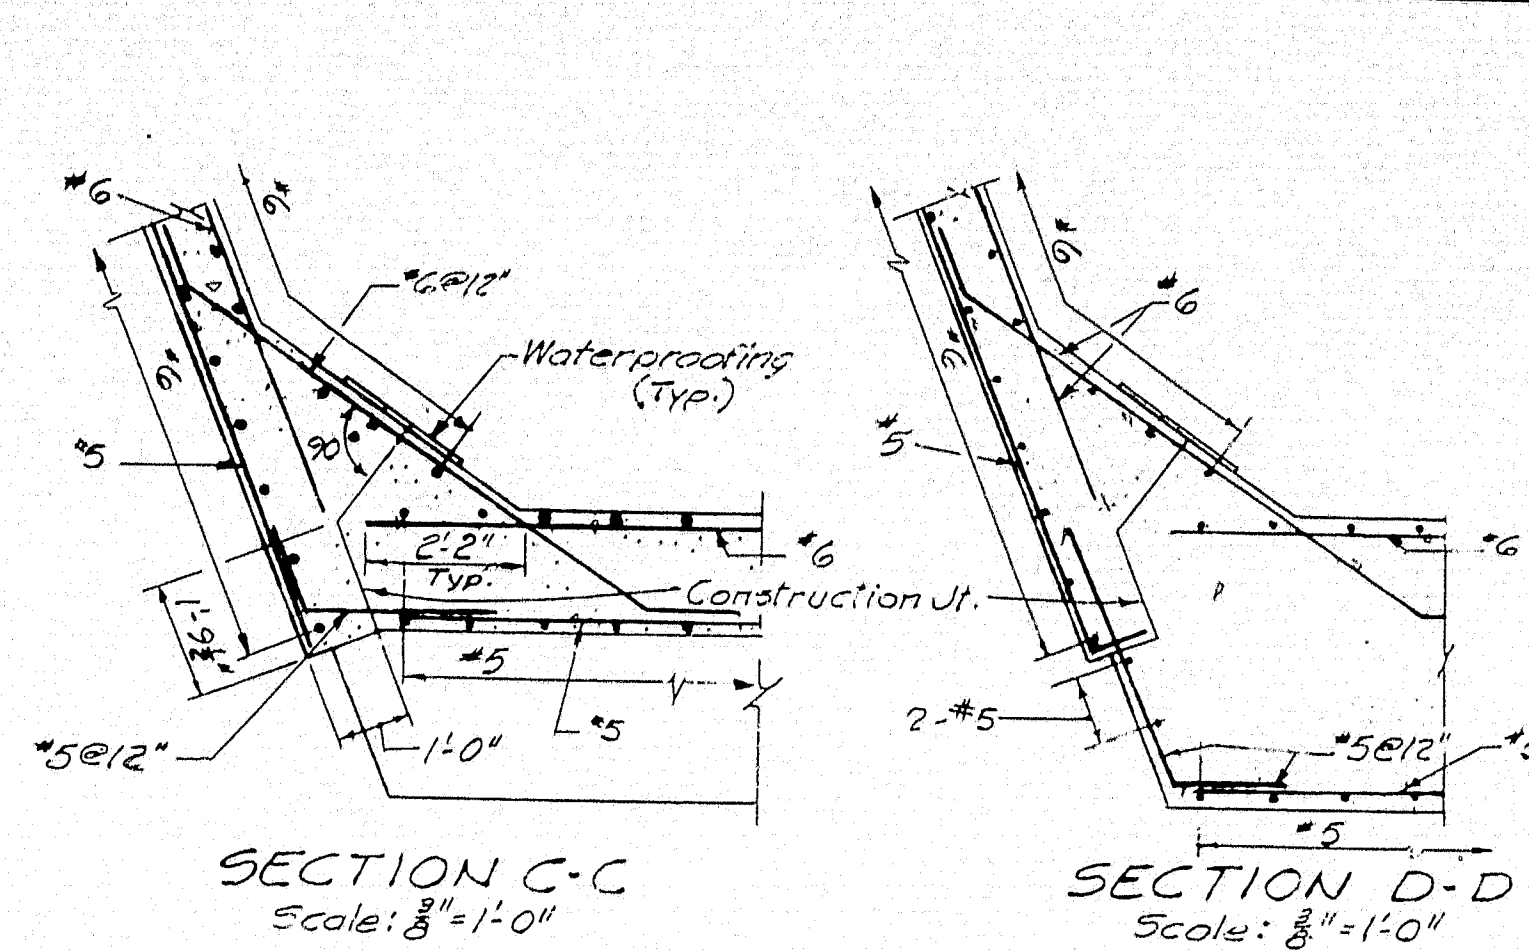 #6
#6
#6@12"
Waterproofing
(Typ.)
#6
#5
90
2'-2"
Typ.
#6
Construction Jt.
#5
#5
1'-0"
#5@12"
SECTION C-C
Scale: 3/8" = 1'-0"
#6
#6
#6
#5
#6
2-#5
#5@12"
#5
#5
SECTION D-D
Scale: 3/8" = 1'-0"